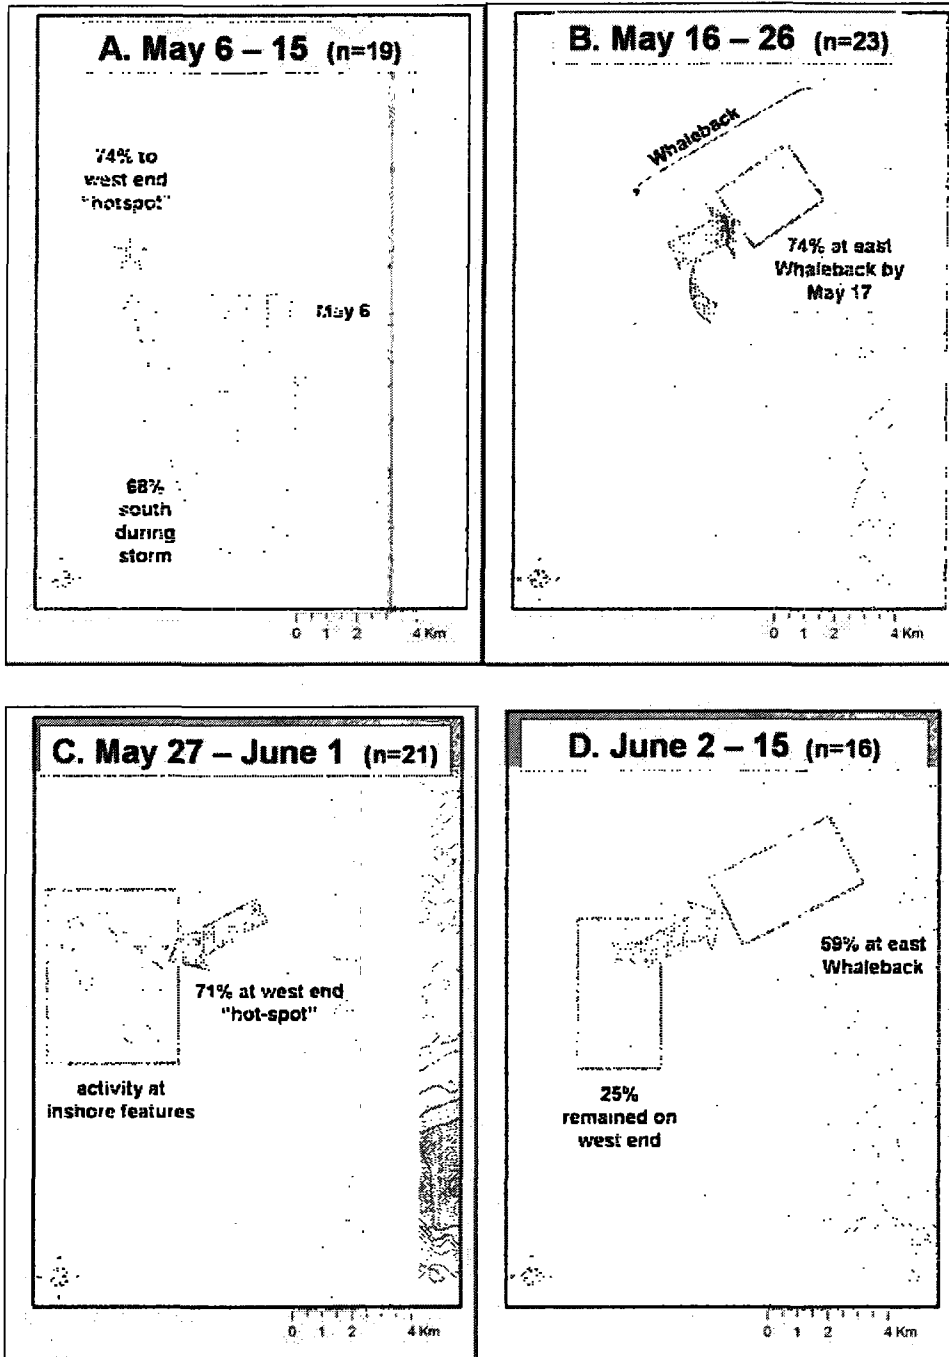 A. May 6 – 15 (n=19)
74% to
west end
"hotspot"
May 6
68%
south
during
storm
0 1 2 4 Km
B. May 16 – 26 (n=23)
Whaleback
74% at east
Whaleback by
May 17
0 1 2 4 Km
C. May 27 – June 1 (n=21)
71% at west end
"hot-spot"
activity at
inshore features
0 1 2 4 Km
D. June 2 – 15 (n=16)
at east
Whaleback
25%
remained on
west end
0 1 2 4 Km